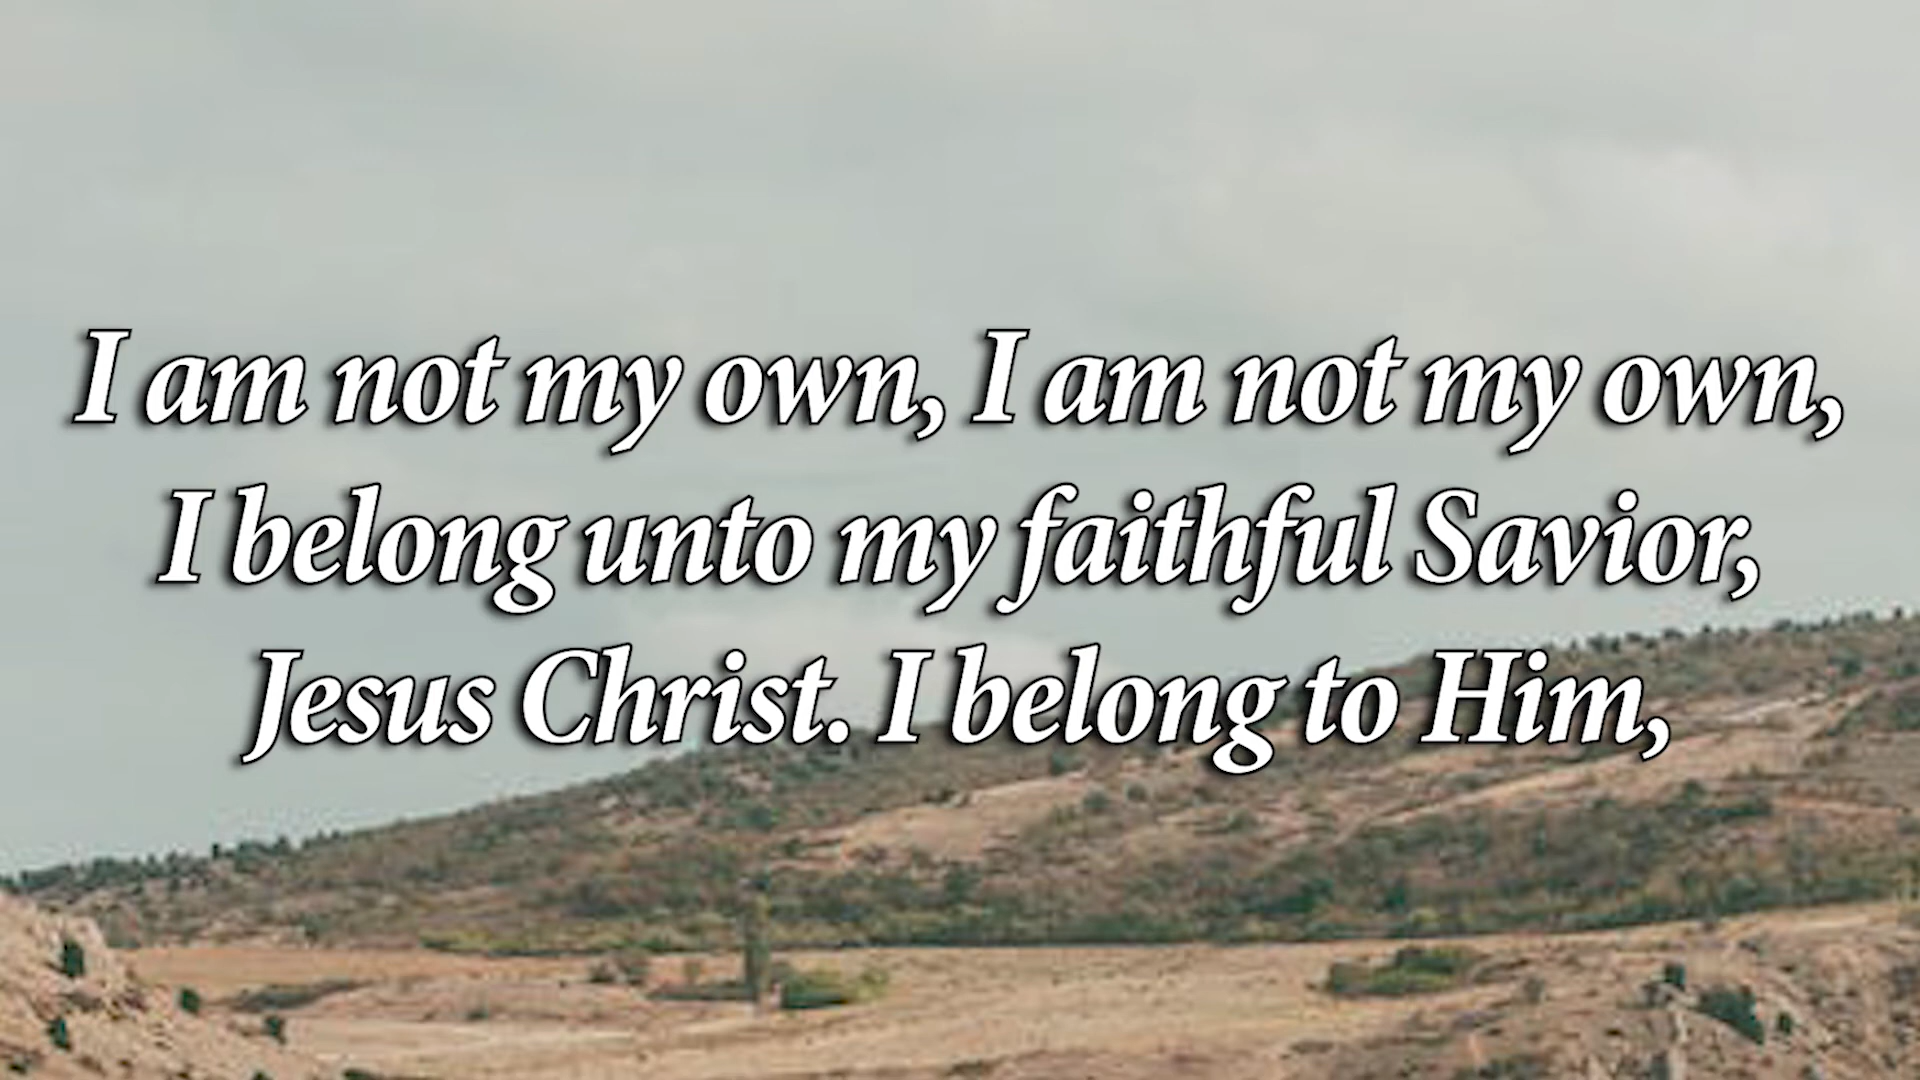 I am not my own, I am not my own,
I belong unto my faithful Savior,
Jesus Christ. I belong to Him,